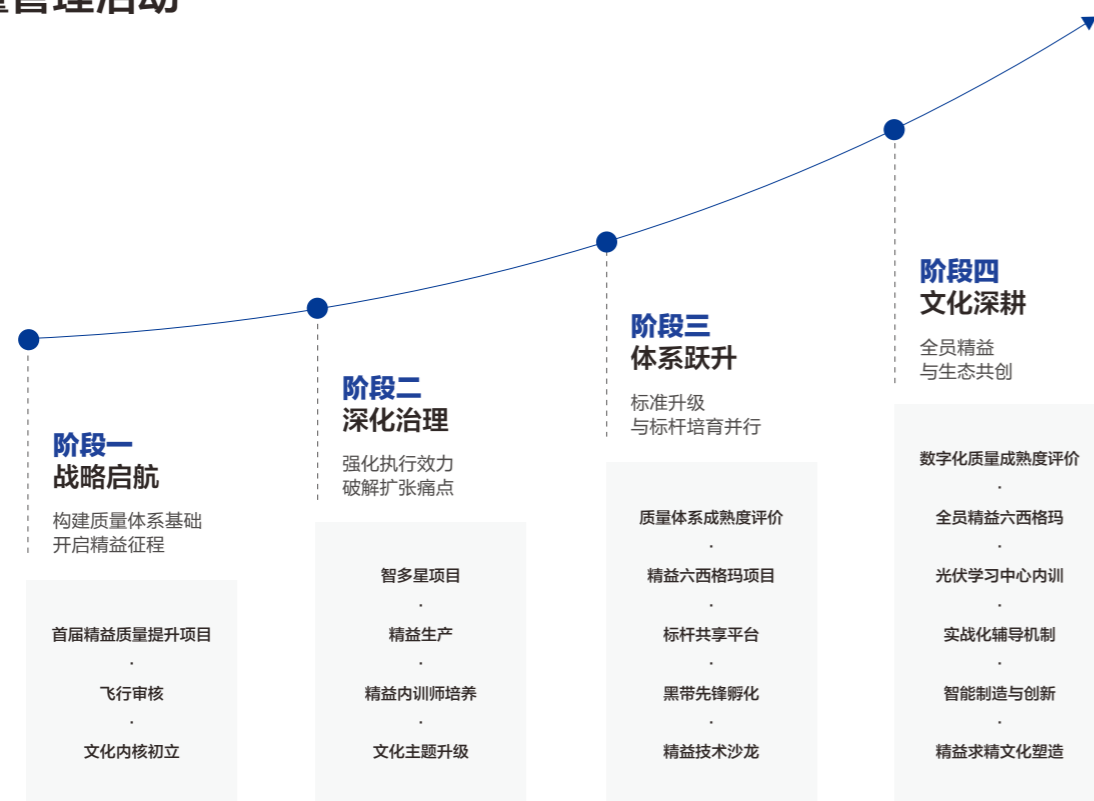 量管理活动
阶段一
战略启航
构建质量体系基础
开启精益征程
首届精益质量提升项目
·
飞行审核
·
文化内核初立
阶段二
深化治理
强化执行效力
破解扩张痛点
智多星项目
·
精益生产
·
精益内训师培养
·
文化主题升级
阶段三
体系跃升
标准升级
与标杆培育并行
质量体系成熟度评价
·
精益六西格玛项目
·
标杆共享平台
·
黑带先锋孵化
·
精益技术沙龙
阶段四
文化深耕
全员精益
与生态共创
数字化质量成熟度评价
·
全员精益六西格玛
·
光伏学习中心内训
·
实战化辅导机制
·
智能制造与创新
·
精益求精文化塑造